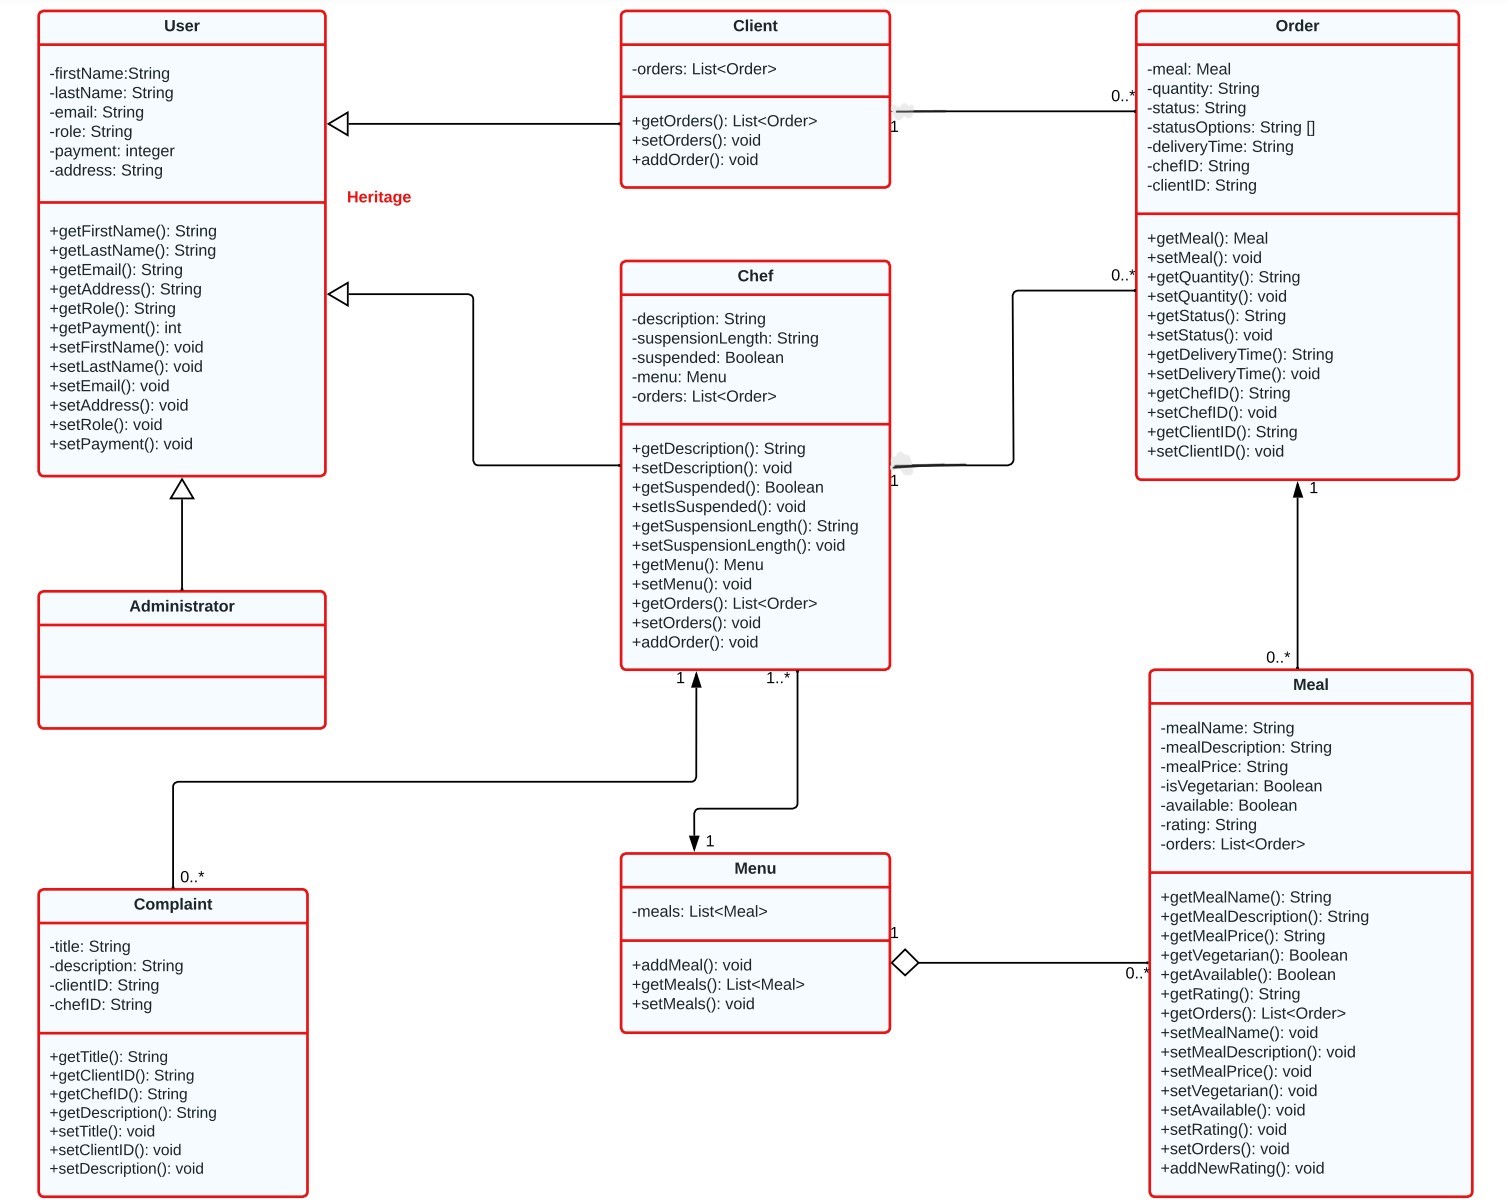 User
-firstName:String
-lastName: String
-email: String
-role: String
-payment: integer
-address: String
+getFirstName(): String
+getLastName(): String
+getEmail(): String
+getAddress(): String
+getRole(): String
+getPayment(): int
+setFirstName(): void
+setLastName(): void
+setEmail(): void
+setAddress(): void
+setRole(): void
+setPayment(): void
Heritage
Client
-orders: List<Order>
+getOrders(): List<Order>
+setOrders(): void
+addOrder(): void
1
0..*
Order
-meal: Meal
-quantity: String
-status: String
-statusOptions: String []
-deliveryTime: String
-chefID: String
-clientID: String
+getMeal(): Meal
+setMeal(): void
+getQuantity(): String
+setQuantity(): void
+getStatus(): String
+setStatus(): void
+getDeliveryTime(): String
+setDeliveryTime(): void
+getChefID(): String
+setChefID(): void
+getClientID(): String
+setClientID(): void
Chef
-description: String
-suspensionLength: String
-suspended: Boolean
-menu: Menu
-orders: List<Order>
+getDescription(): String
+setDescription(): void
+getSuspended(): Boolean
+setIsSuspended(): void
+getSuspensionLength(): String
+setSuspensionLength(): void
+getMenu(): Menu
+setMenu(): void
+getOrders(): List<Order>
+setOrders(): void
+addOrder(): void
0..*
1
1
0..*
Administrator
1
1..*
0..*
1
Complaint
-title: String
-description: String
-clientID: String
-chefID: String
+getTitle(): String
+getClientID(): String
+getChefID(): String
+getDescription(): String
+setTitle(): void
+setClientID(): void
+setDescription(): void
Menu
-meals: List<Meal>
+addMeal(): void
+getMeals(): List<Meal>
+setMeals(): void
1
0..*
Meal
-mealName: String
-mealDescription: String
-mealPrice: String
-isVegetarian: Boolean
-available: Boolean
-rating: String
-orders: List<Order>
+getMealName(): String
+getMealDescription(): String
+getMealPrice(): String
+getVegetarian(): Boolean
+getAvailable(): Boolean
+getRating(): String
+getOrders(): List<Order>
+setMealName(): void
+setMealDescription(): void
+setMealPrice(): void
+setVegetarian(): void
+setAvailable(): void
+setRating(): void
+setOrders(): void
+addNewRating(): void